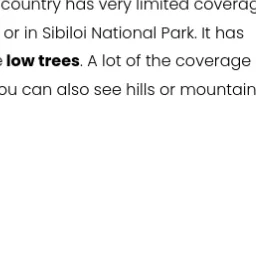 country has very limited coverag
or in Sibiloi National Park. It has
low trees. A lot of the coverage
ou can also see hills or mountain